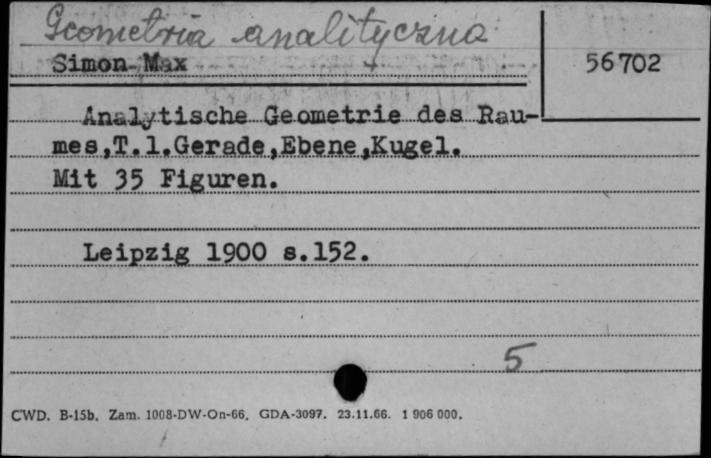 Geometria analityczna
Simon Max
56702
Analytische Geometrie des Rau-
mes,T.1.Gerade,Ebene,Kugel.
Mit 35 Figuren.
Leipzig 1900 s.152.
5
CWD. B-15b. Zam. 1008-DW-On-66. GDA-3097. 23.11.66. 1 906 000.